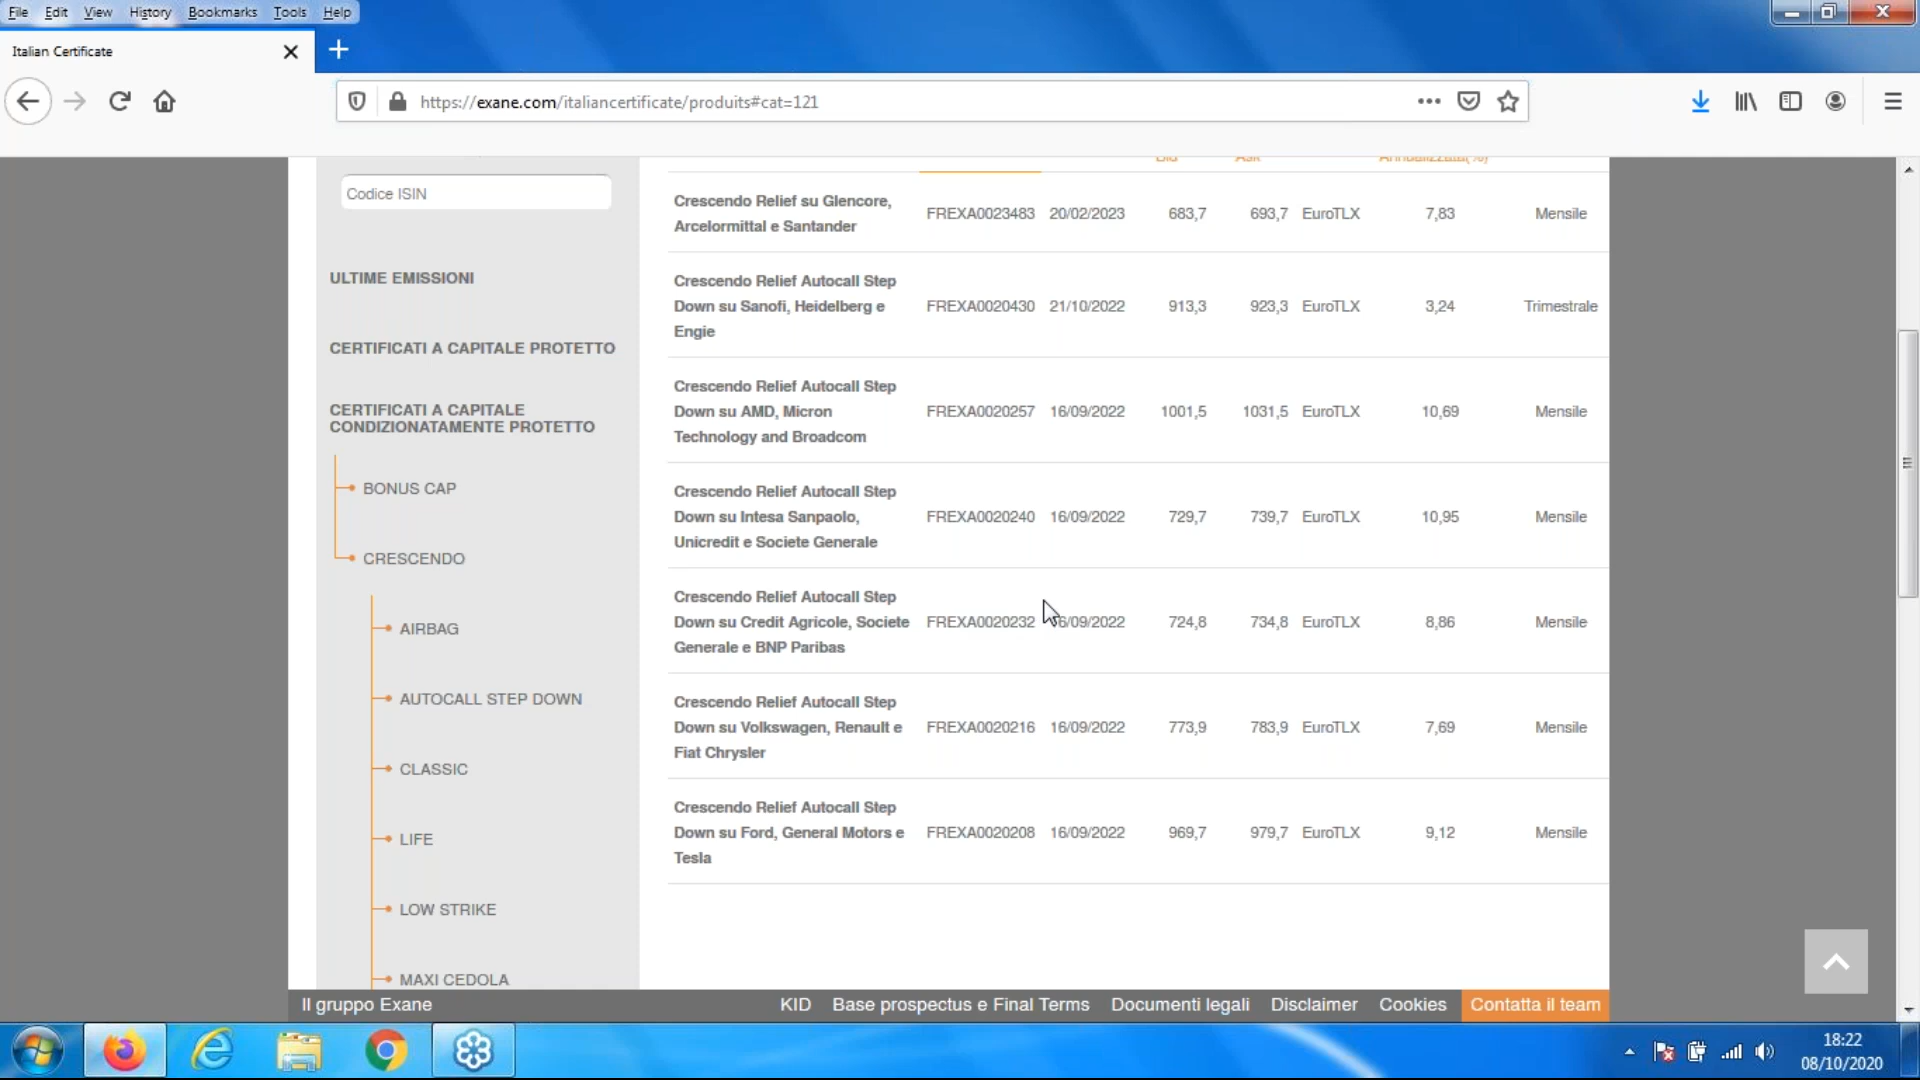 File Edit View History Bookmarks Tools Help
Italian Certificate
https://exane.com/italiancertificate/produits#cat=121
Codice ISIN
ULTIME EMISSIONI
CERTIFICATI A CAPITALE PROTETTO
CERTIFICATI A CAPITALE
CONDIZIONATAMENTE PROTETTO
BONUS CAP
CRESCENDO
AIRBAG
AUTOCALL STEP DOWN
CLASSIC
LIFE
LOW STRIKE
MAXI CEDOLA
Bid Ask Annualizzata(%)
Crescendo Relief su Glencore,
Arcelormittal e Santander
FREXA0023483 20/02/2023 683,7 693,7 EuroTLX 7,83 Mensile
Crescendo Relief Autocall Step
Down su Sanofi, Heidelberg e
Engie
FREXA0020430 21/10/2022 913,3 923,3 EuroTLX 3,24 Trimestrale
Crescendo Relief Autocall Step
Down su AMD, Micron
Technology and Broadcom
FREXA0020257 16/09/2022 1001,5 1031,5 EuroTLX 10,69 Mensile
Crescendo Relief Autocall Step
Down su Intesa Sanpaolo,
Unicredit e Societe Generale
FREXA0020240 16/09/2022 729,7 739,7 EuroTLX 10,95 Mensile
Crescendo Relief Autocall Step
Down su Credit Agricole, Societe
Generale e BNP Paribas
FREXA0020232 16/09/2022 724,8 734,8 EuroTLX 8,86 Mensile
Crescendo Relief Autocall Step
Down su Volkswagen, Renault e
Fiat Chrysler
FREXA0020216 16/09/2022 773,9 783,9 EuroTLX 7,69 Mensile
Crescendo Relief Autocall Step
Down su Ford, General Motors e
Tesla
FREXA0020208 16/09/2022 969,7 979,7 EuroTLX 9,12 Mensile
Il gruppo Exane KID Base prospectus e Final Terms Documenti legali Disclaimer Cookies Contatta il team
18:22
08/10/2020